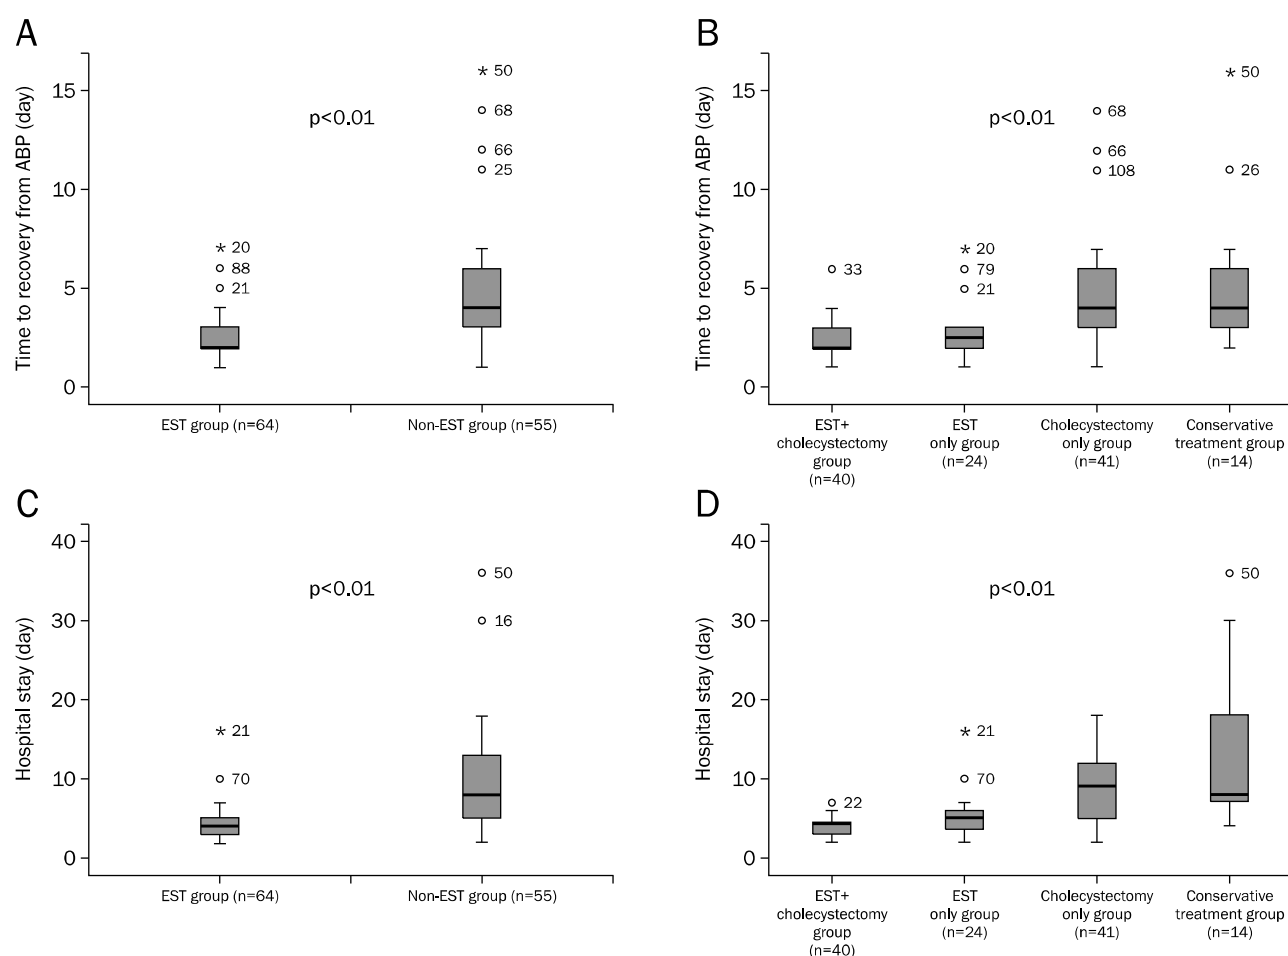 A
Time to recovery from ABP (day)
15
10
5
0
p<0.01
* 50
68
66
25
* 20
88
21
EST group (n=64)
Non-EST group (n=55)
B
Time to recovery from ABP (day)
15
10
5
0
p<0.01
* 50
68
66
108
26
33
* 20
79
21
EST+
cholecystectomy
group
(n=40)
EST
only group
(n=24)
Cholecystectomy
only group
(n=41)
Conservative
treatment group
(n=14)
C
Hospital stay (day)
40
30
20
10
0
p<0.01
50
16
* 21
70
EST group (n=64)
Non-EST group (n=55)
D
Hospital stay (day)
40
30
20
10
0
p<0.01
50
* 21
70
22
EST+
cholecystectomy
group
(n=40)
EST
only group
(n=24)
Cholecystectomy
only group
(n=41)
Conservative
treatment group
(n=14)